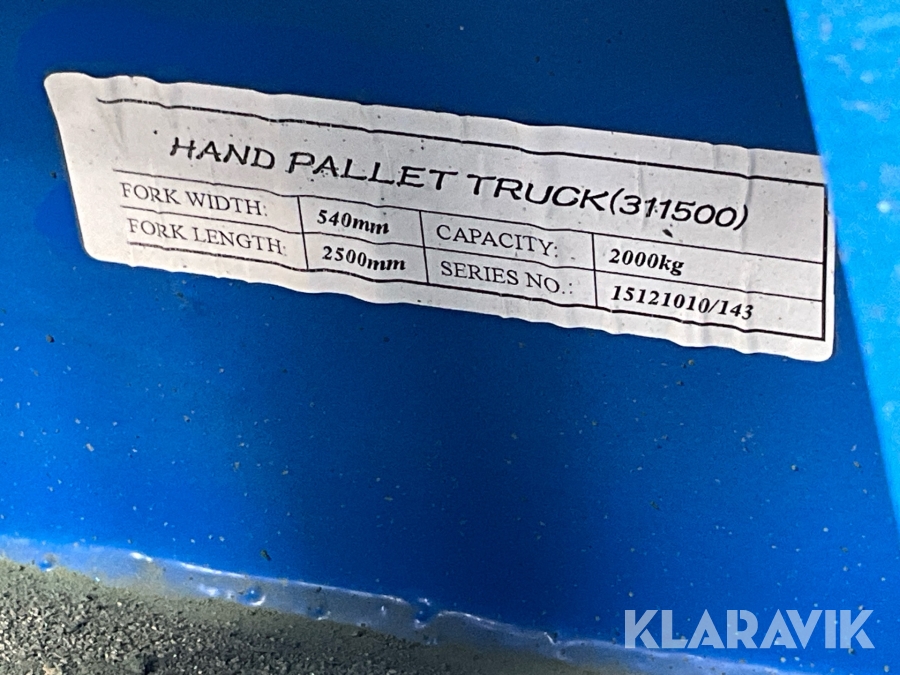 HAND PALLET TRUCK(311500)
FORK WIDTH: 540mm CAPACITY: 2000kg
FORK LENGTH: 2500mm SERIES NO.: 15121010/143
KLARAVIK